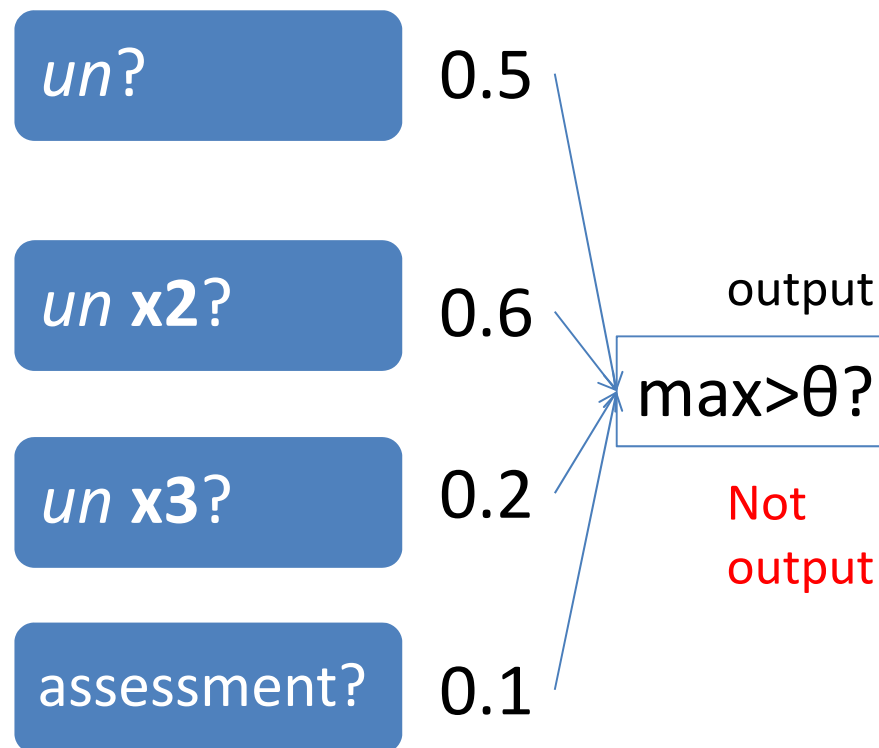 un? 0.5
un x2? 0.6
output
max>θ?
un x3? 0.2
Not
output
assessment? 0.1